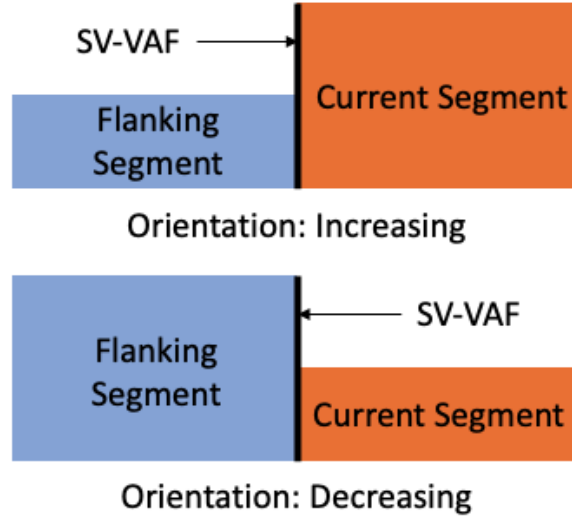 SV-VAF
Current Segment
Flanking
Segment
Orientation: Increasing
Flanking
Segment
SV-VAF
Current Segment
Orientation: Decreasing